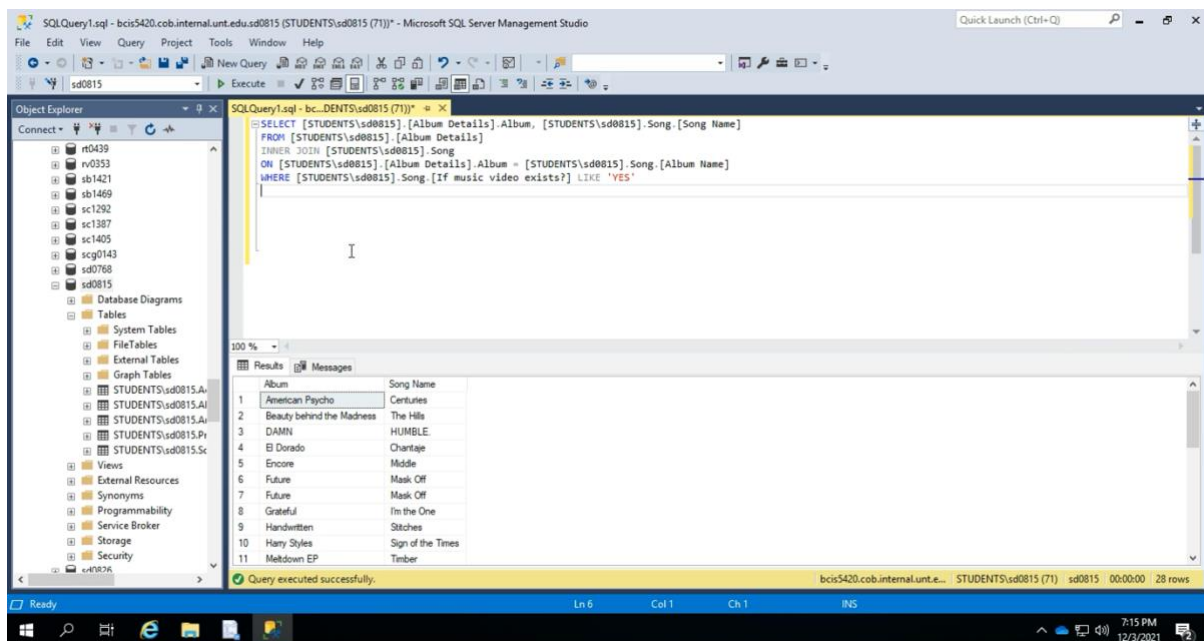 SQLQuery1.sql - bcis5420.cob.internal.unt.edu.sd0815 (STUDENTS\sd0815 (71))* - Microsoft SQL Server Management Studio
Quick Launch (Ctrl+Q)
File Edit View Query Project Tools Window Help
New Query
sd0815
Execute
Object Explorer
SQLQuery1.sql - bc...DENTS\sd0815 (71))*
Connect
rt0439
rv0353
sb1421
sb1469
sc1292
sc1387
sc1405
scg0143
sd0768
sd0815
Database Diagrams
Tables
System Tables
FileTables
External Tables
Graph Tables
STUDENTS\sd0815.A
STUDENTS\sd0815.Al
STUDENTS\sd0815.A
STUDENTS\sd0815.Pr
STUDENTS\sd0815.Sc
Views
External Resources
Synonyms
Programmability
Service Broker
Storage
Security
sd0826
SELECT [STUDENTS\sd0815].[Album Details].Album, [STUDENTS\sd0815].Song.[Song Name]
FROM [STUDENTS\sd0815].[Album Details]
INNER JOIN [STUDENTS\sd0815].Song
ON [STUDENTS\sd0815].[Album Details].Album = [STUDENTS\sd0815].Song.[Album Name]
WHERE [STUDENTS\sd0815].Song.[If music video exists?] LIKE 'YES'
100 %
Results Messages
Album Song Name
1 American Psycho Centuries
2 Beauty behind the Madness The Hills
3 DAMN HUMBLE.
4 El Dorado Chantaje
5 Encore Middle
6 Future Mask Off
7 Future Mask Off
8 Grateful I'm the One
9 Handwritten Stitches
10 Harry Styles Sign of the Times
11 Meltdown EP Timber
Query executed successfully.
bcis5420.cob.internal.unt.e... STUDENTS\sd0815 (71) sd0815 00:00:00 28 rows
Ready Ln 6 Col 1 Ch 1 INS
7:15 PM
12/3/2021